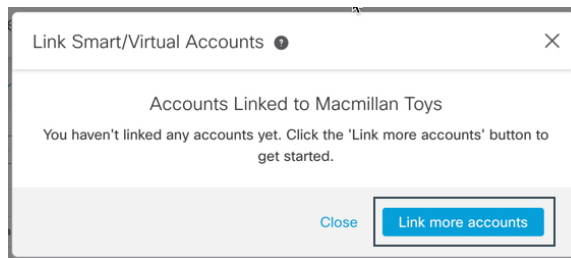 Link Smart/Virtual Accounts ?
Accounts Linked to Macmillan Toys
You haven't linked any accounts yet. Click the 'Link more accounts' button to
get started.
Close Link more accounts